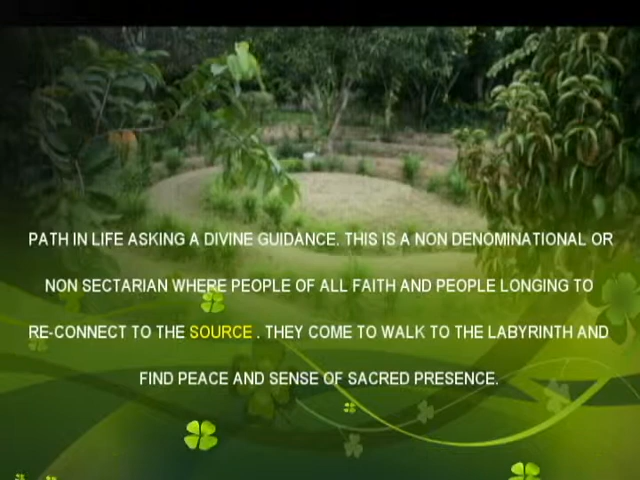 PATH IN LIFE ASKING A DIVINE GUIDANCE. THIS IS A NON DENOMINATIONAL OR
NON SECTARIAN WHERE PEOPLE OF ALL FAITH AND PEOPLE LONGING TO
RE-CONNECT TO THE SOURCE . THEY COME TO WALK TO THE LABYRINTH AND
FIND PEACE AND SENSE OF SACRED PRESENCE.